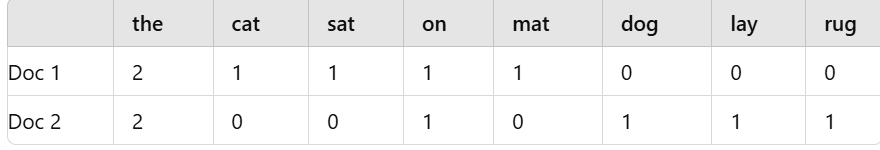 the cat sat on mat dog lay rug
Doc 1 2 1 1 1 1 0 0 0
Doc 2 2 0 0 1 0 1 1 1